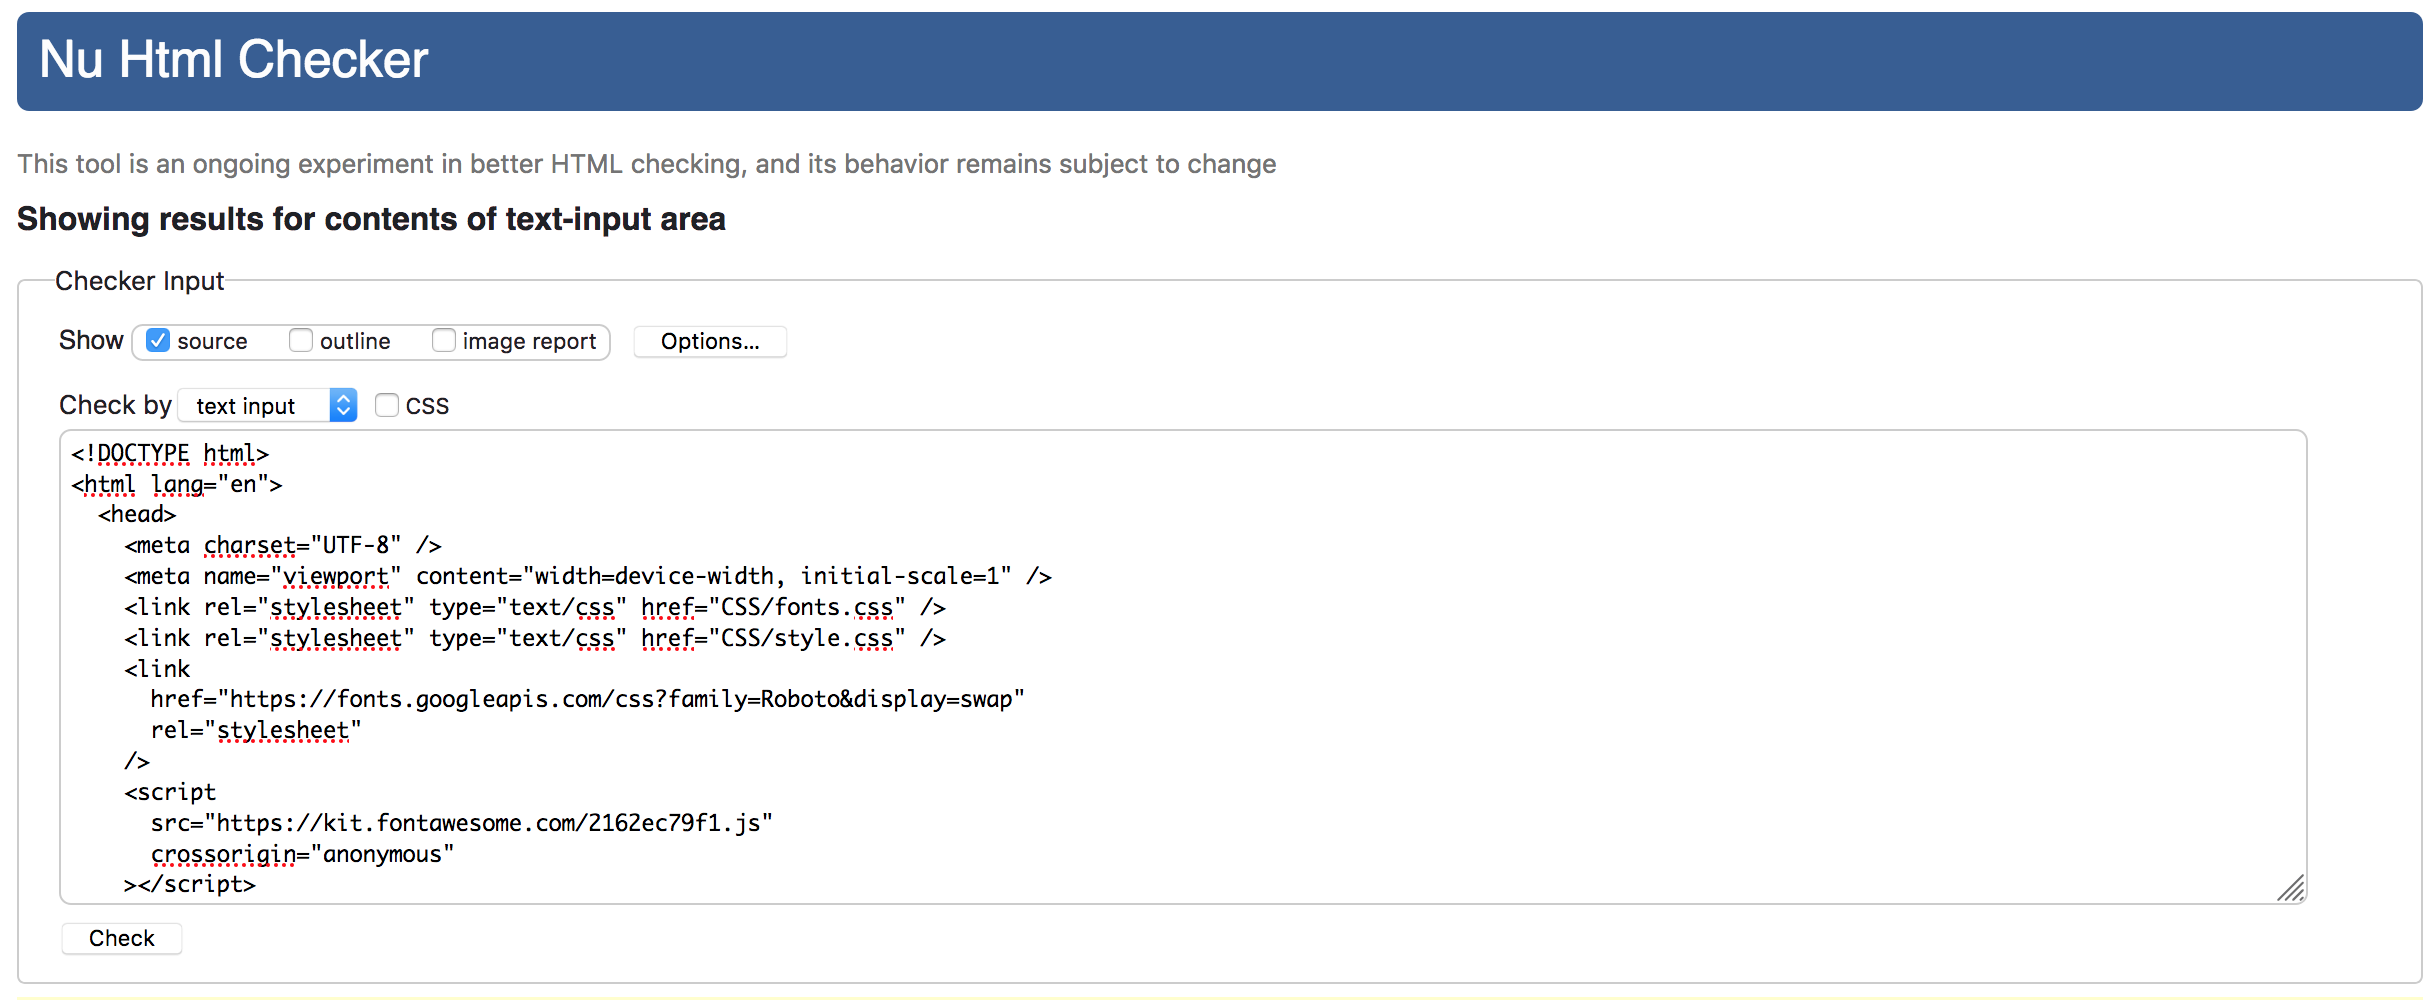 Nu Html Checker
This tool is an ongoing experiment in better HTML checking, and its behavior remains subject to change
Showing results for contents of text-input area
Checker Input
Show source outline image report Options...
Check by text input CSS
<!DOCTYPE html>
<html lang="en">
  <head>
    <meta charset="UTF-8" />
    <meta name="viewport" content="width=device-width, initial-scale=1" />
    <link rel="stylesheet" type="text/css" href="CSS/fonts.css" />
    <link rel="stylesheet" type="text/css" href="CSS/style.css" />
    <link
      href="https://fonts.googleapis.com/css?family=Roboto&display=swap"
      rel="stylesheet"
    />
    <script
      src="https://kit.fontawesome.com/2162ec79f1.js"
      crossorigin="anonymous"
    ></script>
Check